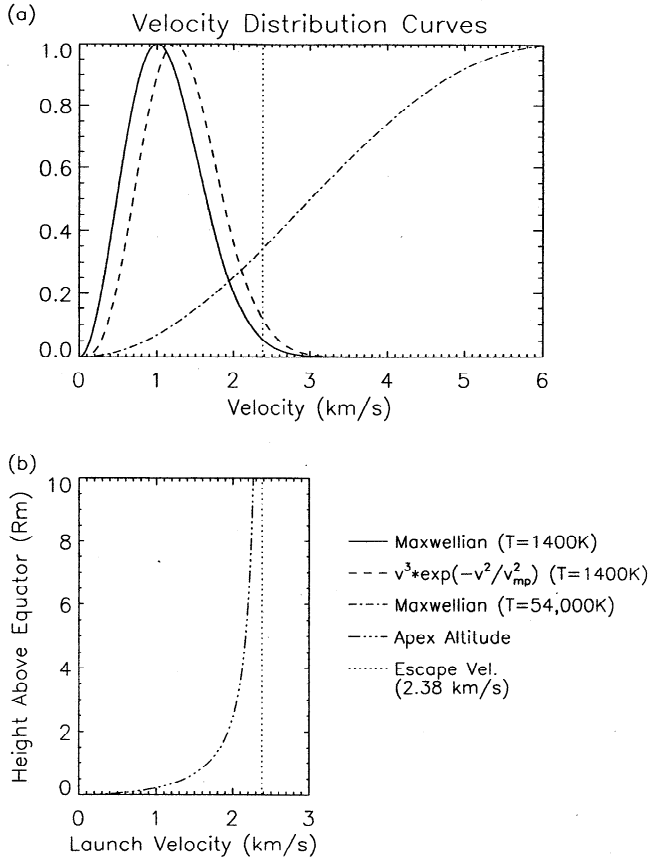 (a)
Velocity Distribution Curves
1.0
0.8
0.6
0.4
0.2
0.0
0 1 2 3 4 5 6
Velocity (km/s)
(b)
Height Above Equator (Rm)
10
8
6
4
2
0
0 1 2 3
Launch Velocity (km/s)
Maxwellian (T=1400K)
v³*exp(-v²/v²mp) (T=1400K)
Maxwellian (T=54,000K)
Apex Altitude
Escape Vel.
(2.38 km/s)